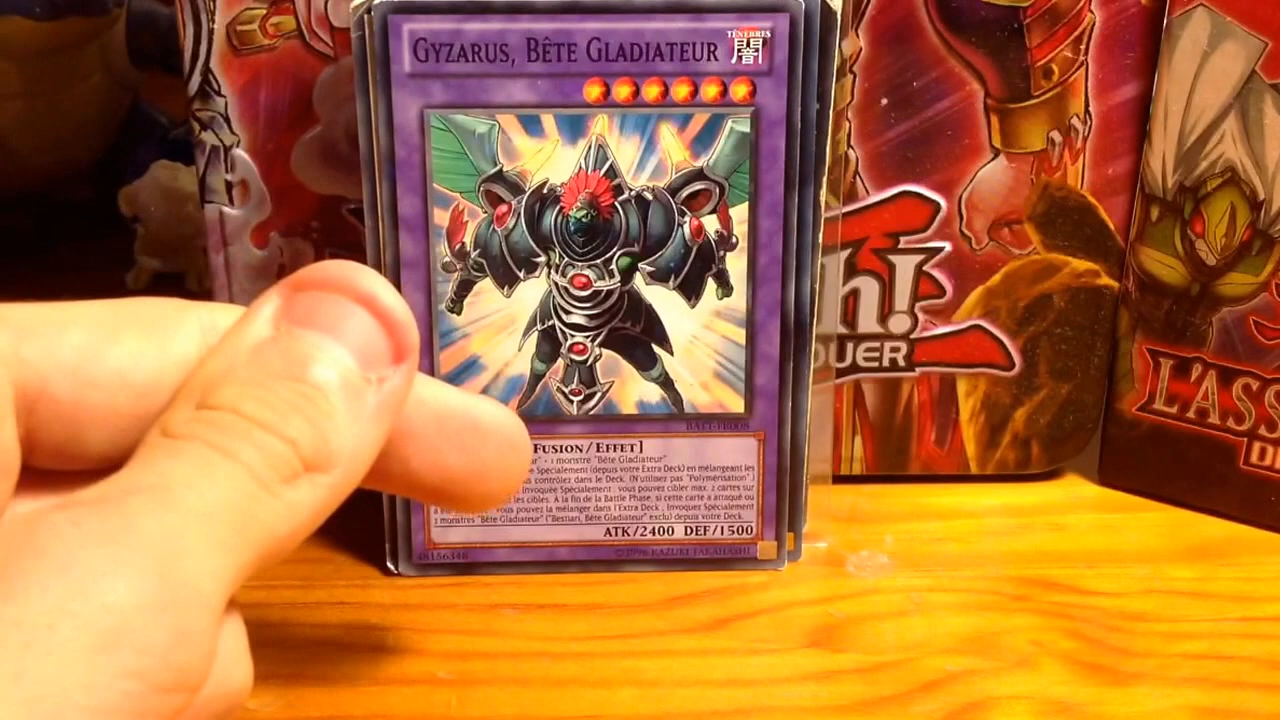 GYZARUS, BÊTE GLADIATEUR
TÉNÈBRES
闇
BATT-FR008
FUSION/EFFET]
monstre "Bête Gladiateur"
Spécialement (depuis votre Extra Deck) en mélangeant les
contrôlez dans le Deck. (N'utilisez pas "Polymérisation".)
Invoquée Spécialement : vous pouvez cibler max. 2 cartes sur
les cibles. À la fin de la Battle Phase, si cette carte a attaqué ou
vous pouvez la mélanger dans l'Extra Deck ; Invoquez Spécialement
2 monstres "Bête Gladiateur" ("Bestiari, Bête Gladiateur" exclu) depuis votre Deck.
ATK/2400 DEF/1500
48156348
©1996 KAZUKI TAKAHASHI
h!
OUER
L'ASS